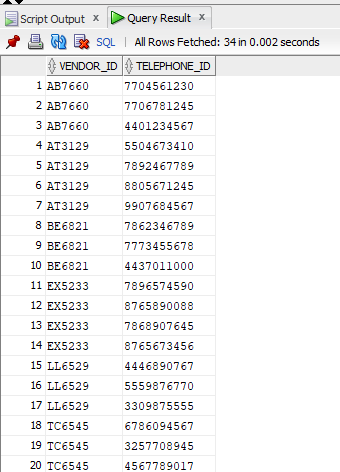 Script Output x Query Result x
SQL | All Rows Fetched: 34 in 0.002 seconds
VENDOR_ID TELEPHONE_ID
1 AB7660 7704561230
2 AB7660 7706781245
3 AB7660 4401234567
4 AT3129 5504673410
5 AT3129 7892467789
6 AT3129 8805671245
7 AT3129 9907684567
8 BE6821 7862346789
9 BE6821 7773455678
10 BE6821 4437011000
11 EX5233 7896574590
12 EX5233 8765890088
13 EX5233 7868907645
14 EX5233 8765673456
15 LL6529 4446890767
16 LL6529 5559876770
17 LL6529 3309875555
18 TC6545 6786094567
19 TC6545 3257708945
20 TC6545 4567789017